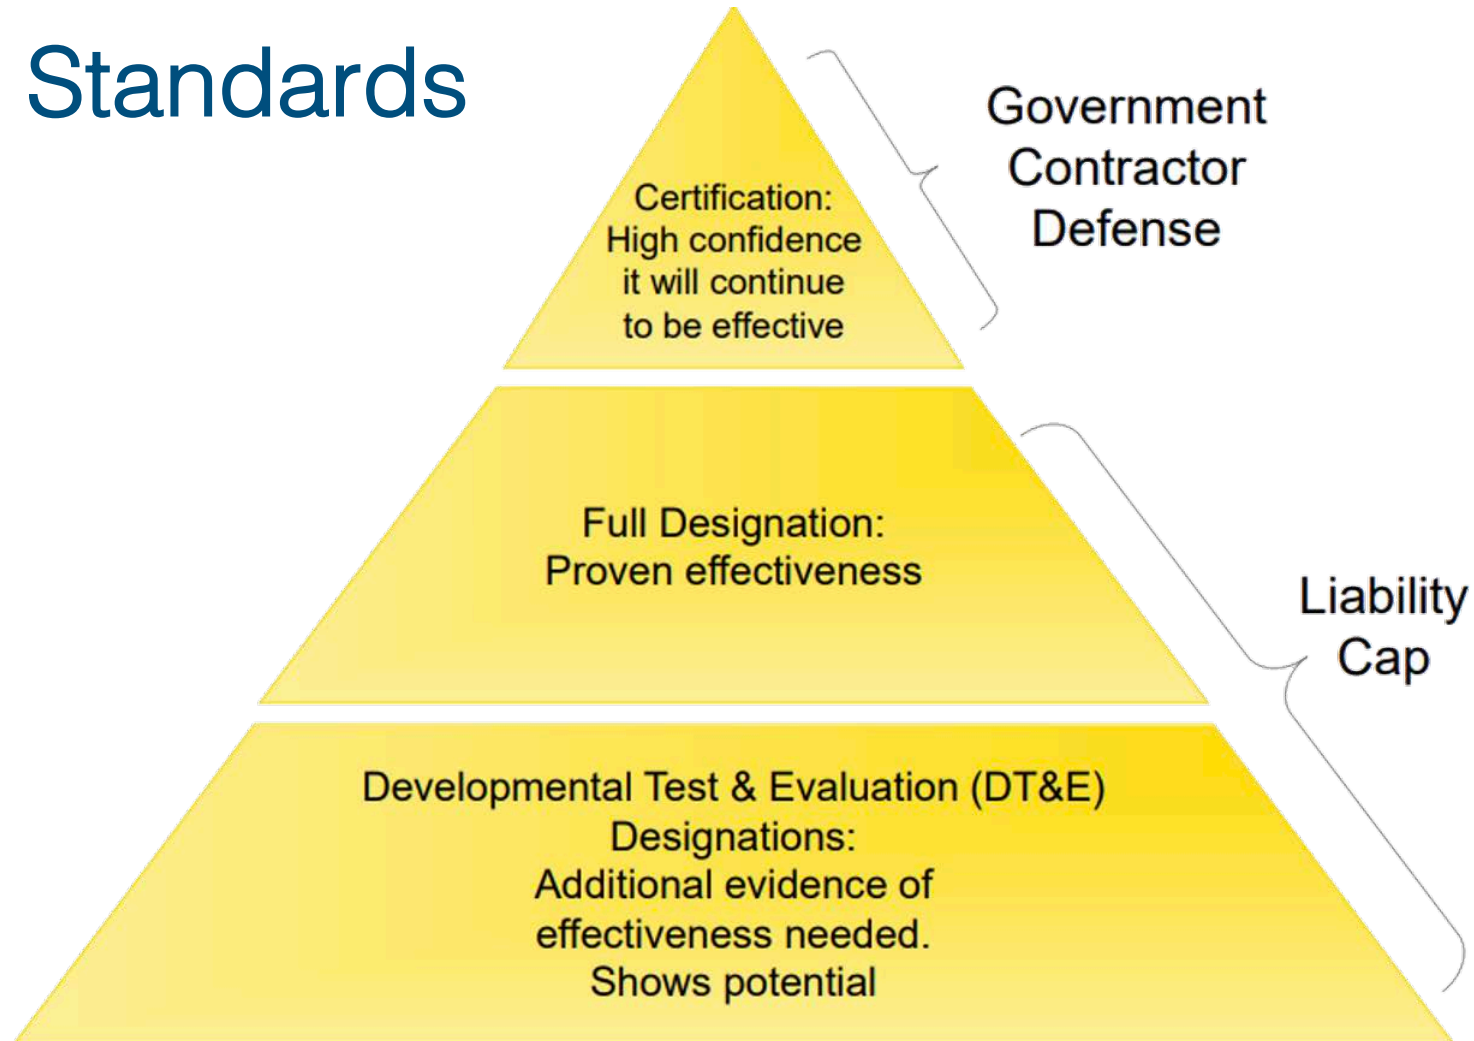 Standards
Government
Contractor
Defense
Certification:
High confidence
it will continue
to be effective
Full Designation:
Proven effectiveness
Liability
Cap
Developmental Test & Evaluation (DT&E)
Designations:
Additional evidence of
effectiveness needed.
Shows potential